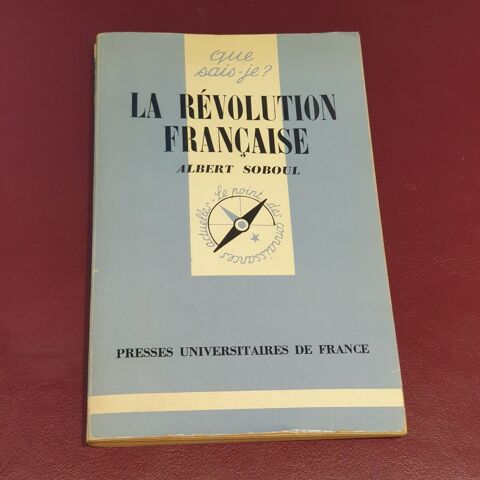 que
sais-je?
LA RÉVOLUTION
FRANÇAISE
ALBERT SOBOUL
Le point des connaissances actuelles
PRESSES UNIVERSITAIRES DE FRANCE